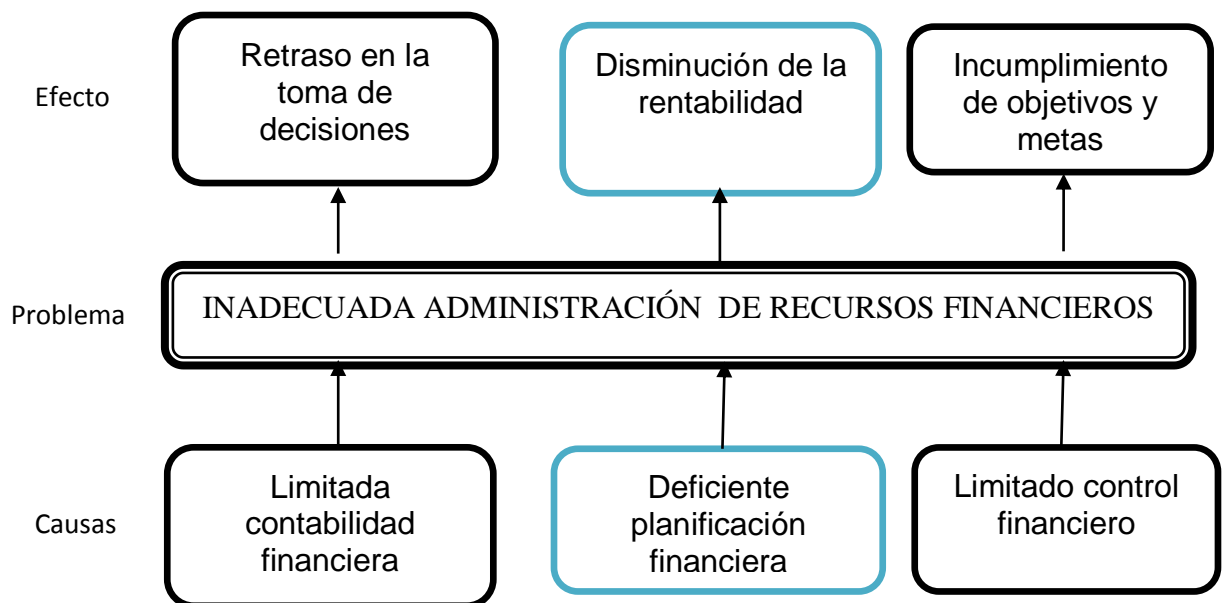 Efecto
Retraso en la
toma de
decisiones
Disminución de la
rentabilidad
Incumplimiento
de objetivos y
metas
Problema
INADECUADA ADMINISTRACIÓN DE RECURSOS FINANCIEROS
Causas
Limitada
contabilidad
financiera
Deficiente
planificación
financiera
Limitado control
financiero